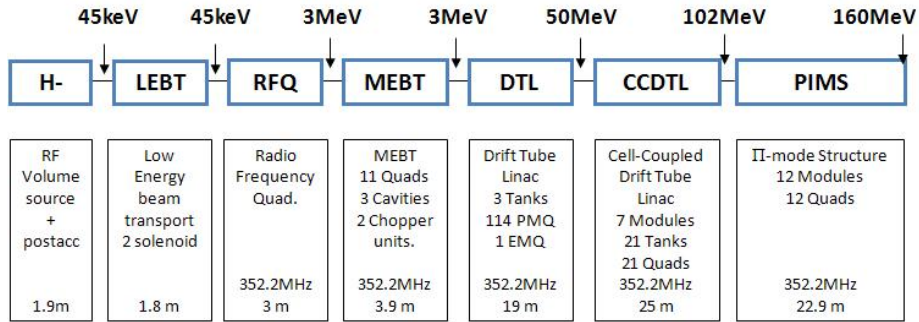 45keV 45keV 3MeV 3MeV 50MeV 102MeV 160MeV
H- LEBT RFQ MEBT DTL CCDTL PIMS
RF
Volume
source
+
postacc
1.9m
Low
Energy
beam
transport
2 solenoid
1.8 m
Radio
Frequency
Quad.
352.2MHz
3 m
MEBT
11 Quads
3 Cavities
2 Chopper
units.
352.2MHz
3.9 m
Drift Tube
Linac
3 Tanks
114 PMQ
1 EMQ
352.2MHz
19 m
Cell-Coupled
Drift Tube
Linac
7 Modules
21 Tanks
21 Quads
352.2MHz
25 m
Π-mode Structure
12 Modules
12 Quads
352.2MHz
22.9 m